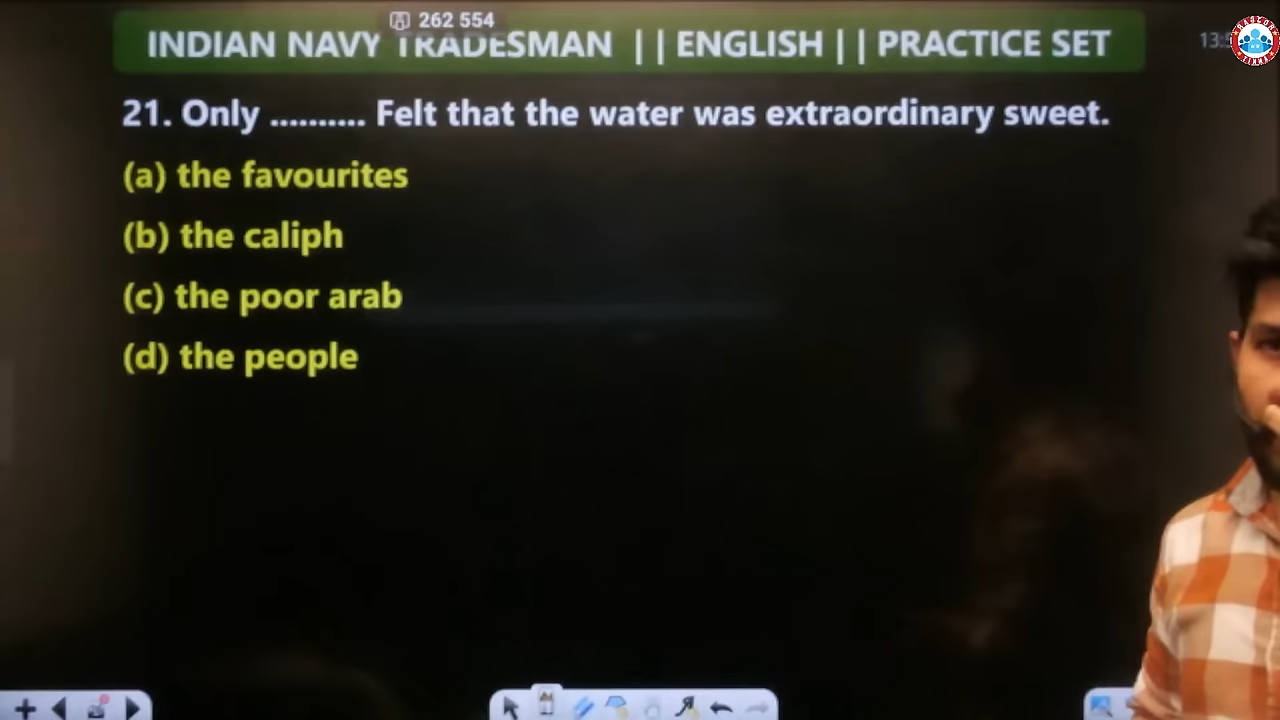 262 554
INDIAN NAVY TRADESMAN || ENGLISH || PRACTICE SET
21. Only .......... Felt that the water was extraordinary sweet.
(a) the favourites
(b) the caliph
(c) the poor arab
(d) the people